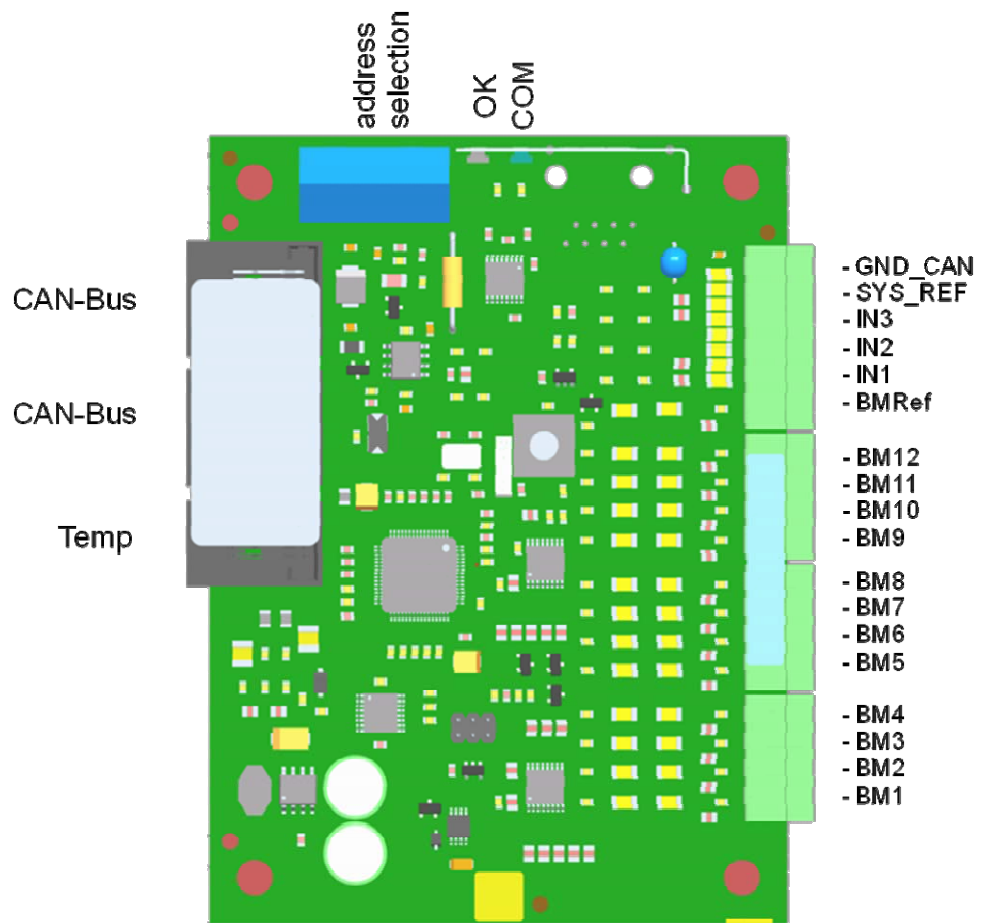 address
selection
OK
COM
CAN-Bus
CAN-Bus
Temp
- GND_CAN
- SYS_REF
- IN3
- IN2
- IN1
- BMRef
- BM12
- BM11
- BM10
- BM9
- BM8
- BM7
- BM6
- BM5
- BM4
- BM3
- BM2
- BM1